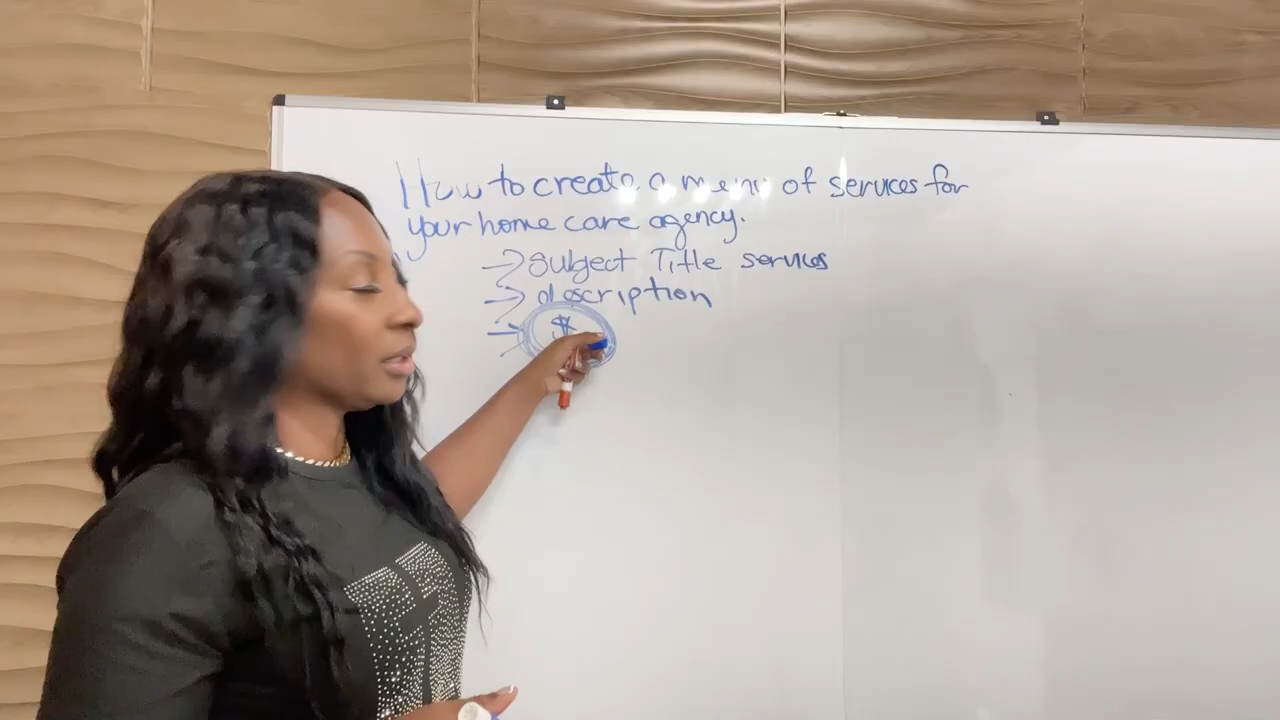 How to create a menu of services for
your home care agency.
→ Subject Title services
→ description
→ $